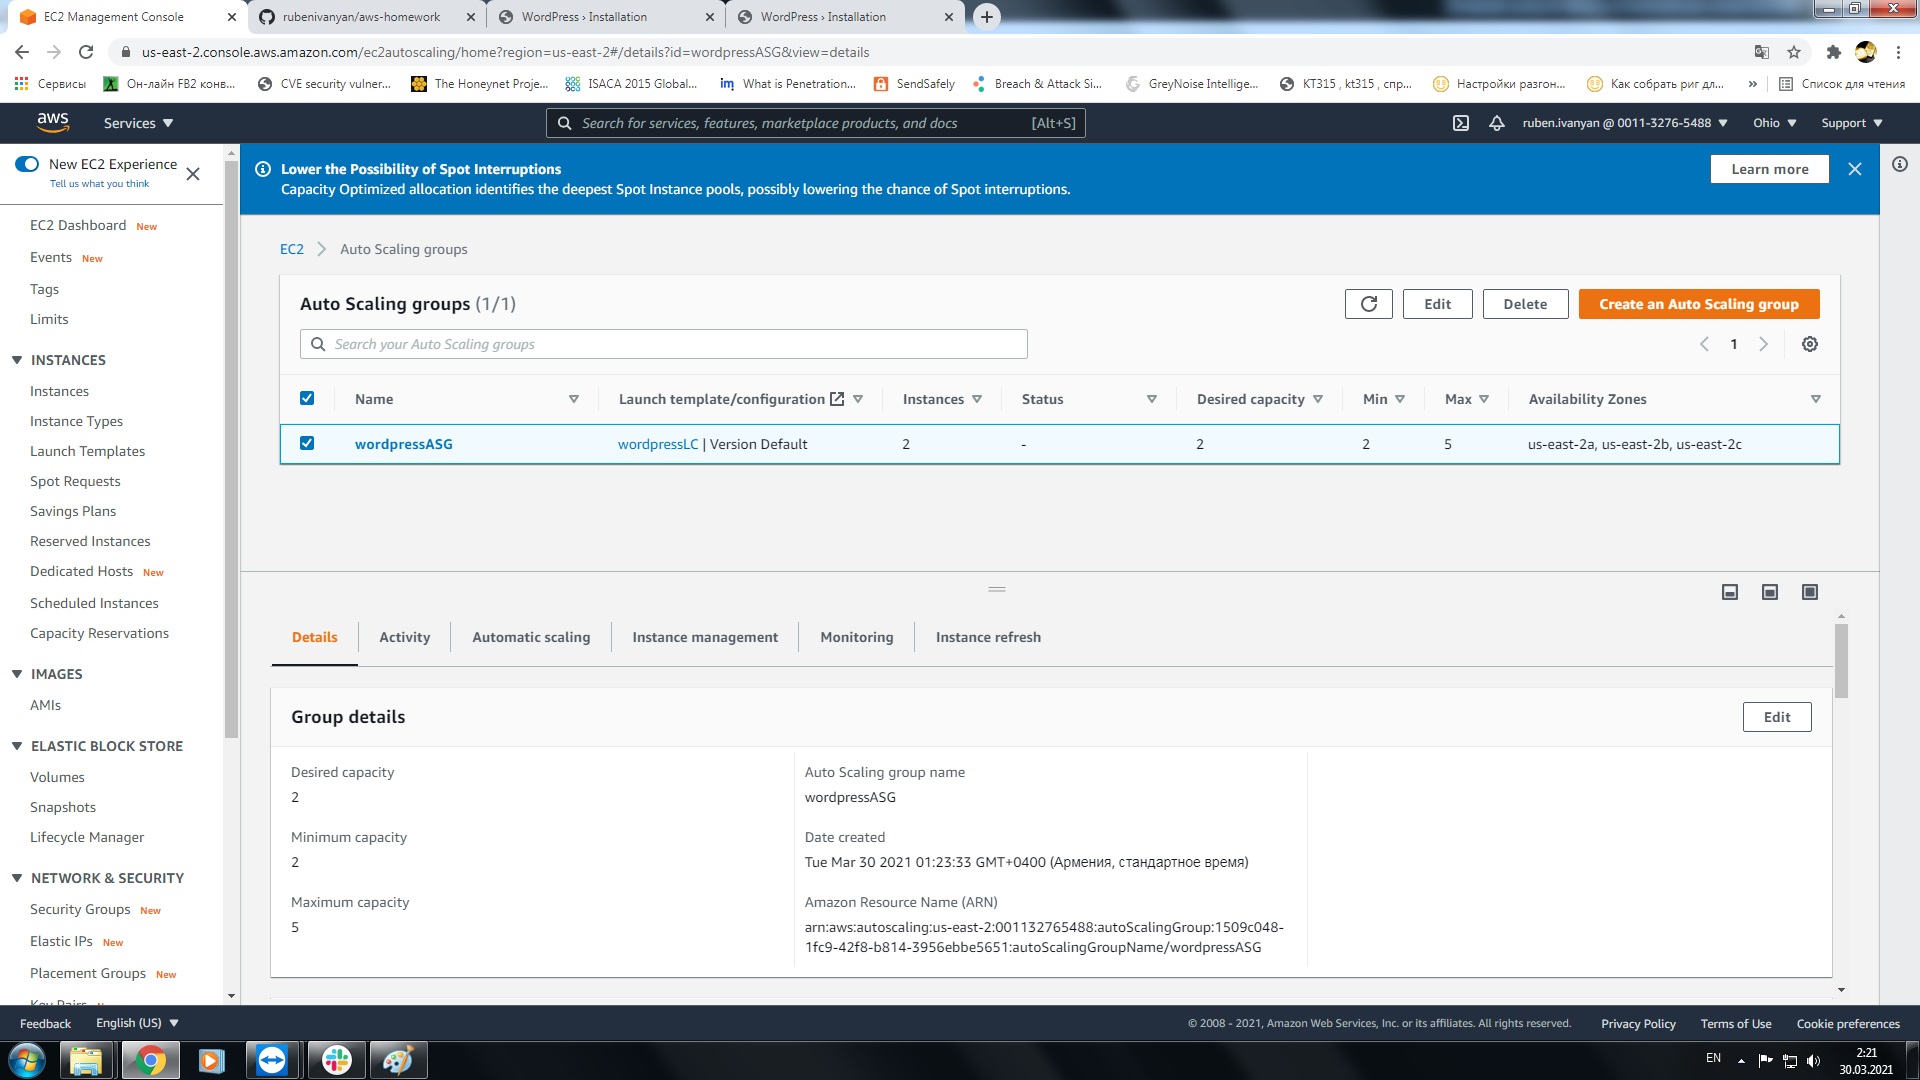 EC2 Management Console
rubenivanyan/aws-homework
WordPress › Installation
WordPress › Installation
us-east-2.console.aws.amazon.com/ec2autoscaling/home?region=us-east-2#/details?id=wordpressASG&view=details
Сервисы
Он-лайн FB2 конв...
CVE security vulner...
The Honeynet Proje...
ISACA 2015 Global...
What is Penetration...
SendSafely
Breach & Attack Si...
GreyNoise Intellige...
KT315 , kt315 , спр...
Настройки разгон...
Как собрать риг дл...
»
Список для чтения
aws
Services
Search for services, features, marketplace products, and docs
[Alt+S]
ruben.ivanyan @ 0011-3276-5488
Ohio
Support
New EC2 Experience
Tell us what you think
Lower the Possibility of Spot Interruptions
Capacity Optimized allocation identifies the deepest Spot Instance pools, possibly lowering the chance of Spot interruptions.
Learn more
EC2 Dashboard New
Events New
Tags
Limits
INSTANCES
Instances
Instance Types
Launch Templates
Spot Requests
Savings Plans
Reserved Instances
Dedicated Hosts New
Scheduled Instances
Capacity Reservations
IMAGES
AMIs
ELASTIC BLOCK STORE
Volumes
Snapshots
Lifecycle Manager
NETWORK & SECURITY
Security Groups New
Elastic IPs New
Placement Groups New
Key Pairs
EC2
Auto Scaling groups
Auto Scaling groups (1/1)
Edit
Delete
Create an Auto Scaling group
Search your Auto Scaling groups
1
Name
Launch template/configuration
Instances
Status
Desired capacity
Min
Max
Availability Zones
wordpressASG
wordpressLC | Version Default
2
-
2
2
5
us-east-2a, us-east-2b, us-east-2c
Details
Activity
Automatic scaling
Instance management
Monitoring
Instance refresh
Group details
Edit
Desired capacity
2
Minimum capacity
2
Maximum capacity
5
Auto Scaling group name
wordpressASG
Date created
Tue Mar 30 2021 01:23:33 GMT+0400 (Армения, стандартное время)
Amazon Resource Name (ARN)
arn:aws:autoscaling:us-east-2:001132765488:autoScalingGroup:1509c048-
1fc9-42f8-b814-3956ebbe5651:autoScalingGroupName/wordpressASG
Feedback
English (US)
© 2008 - 2021, Amazon Web Services, Inc. or its affiliates. All rights reserved.
Privacy Policy
Terms of Use
Cookie preferences
EN
2:21
30.03.2021